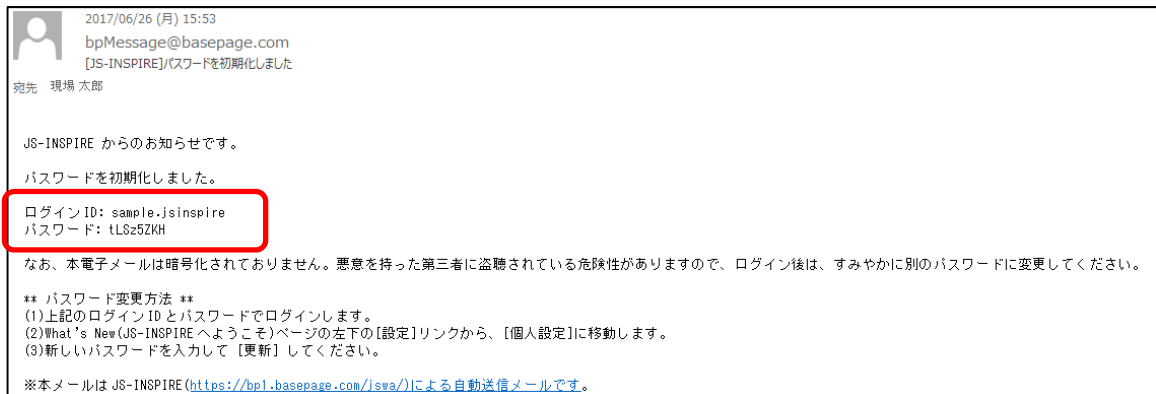 2017/06/26 (月) 15:53
bpMessage@basepage.com
[JS-INSPIRE]パスワードを初期化しました
宛先 現場 太郎
JS-INSPIRE からのお知らせです。
パスワードを初期化しました。
ログイン ID: sample.jsinspire
パスワード: tLSz5ZKH
なお、本電子メールは暗号化されておりません。悪意を持った第三者に盗聴されている危険性がありますので、ログイン後は、すみやかに別のパスワードに変更してください。
** パスワード変更方法 **
(1)上記のログイン ID とパスワードでログインします。
(2)What's New(JS-INSPIRE へようこそ)ページの左下の[設定]リンクから、[個人設定]に移動します。
(3)新しいパスワードを入力して [更新] してください。
※本メールは JS-INSPIRE(https://bp1.basepage.com/jswa/)による自動送信メールです。